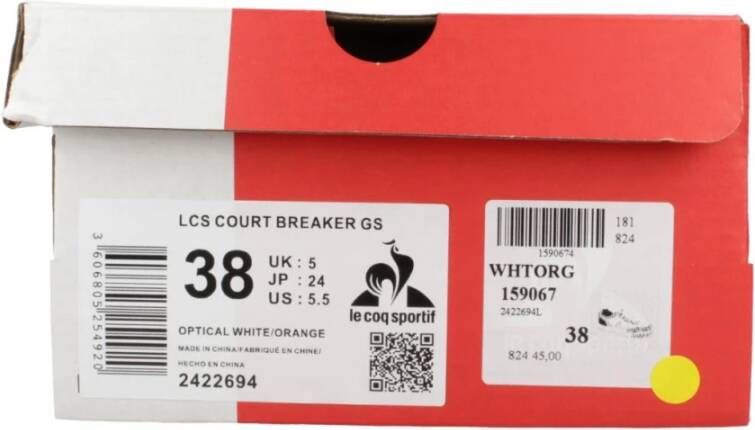 LCS COURT BREAKER GS
38
UK : 5
JP : 24
US : 5.5
le coq sportif
OPTICAL WHITE/ORANGE
MADE IN CHINA/FABRIQUÉ EN CHINE/
HECHO EN CHINA
2422694
3 606805 254920
181
824
1590674
WHTORG
159067
2422694L
38
824 45,00